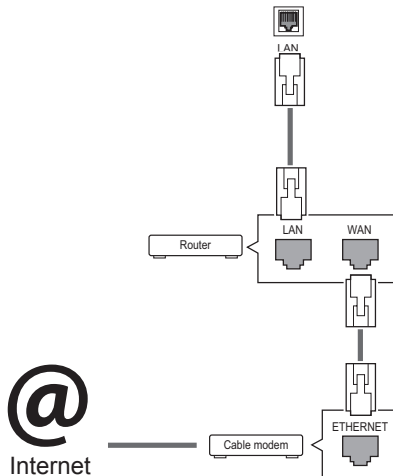 LAN
LAN WAN
Router
ETHERNET
@
Cable modem
Internet